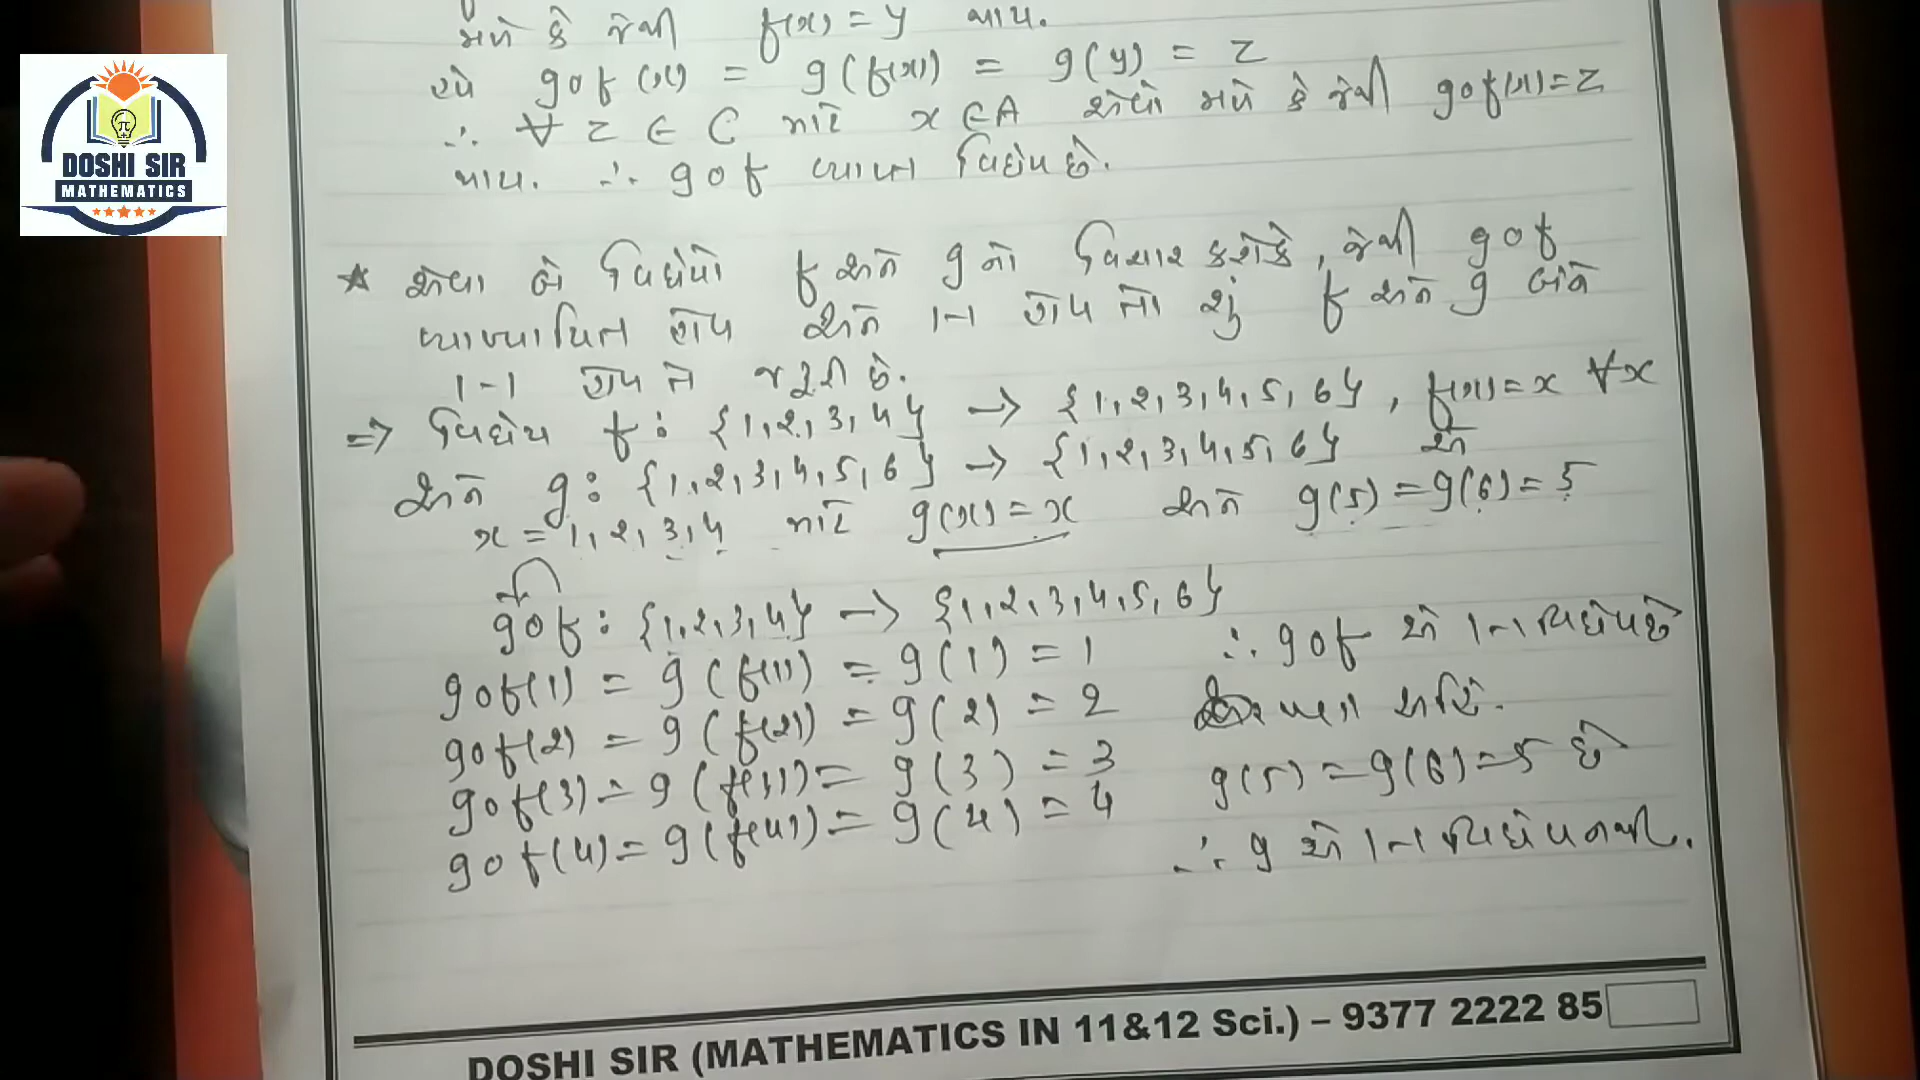 મળે કે જેથી f(x) = y થાય.
હવે gof (x) = g(f(x)) = g(y) = z
∴ ∀ z ∈ C માટે x ∈ A એવો મળે કે જેથી gof(x) = z
થાય. ∴ gof વ્યાપ્ત વિધેય છે.
DOSHI SIR
MATHEMATICS
* એવા બે વિધેયો f અને g નો વિચાર કરો કે, જેથી gof
વ્યાખ્યાયિત હોય અને 1-1 હોય તો શું f અને g બંને
1-1 હોય તે જરૂરી છે.
⇒ વિધેય f : {1,2,3,4} → {1,2,3,4,5,6}, f(x) = x ∀x
અને g : {1,2,3,4,5,6} → {1,2,3,4,5,6}
x = 1,2,3,4 માટે g(x) = x અને g(5) = g(6) = 5
gof : {1,2,3,4} → {1,2,3,4,5,6}
gof(1) = g(f(1)) = g(1) = 1
gof(2) = g(f(2)) = g(2) = 2
gof(3) = g(f(3)) = g(3) = 3
gof(4) = g(f(4)) = g(4) = 4
∴ gof એ 1-1 વિધેય છે
પણ અહીં.
g(5) = g(6) = 5 છે
∴ g એ 1-1 વિધેય નથી.
DOSHI SIR (MATHEMATICS IN 11&12 Sci.) – 9377 2222 85